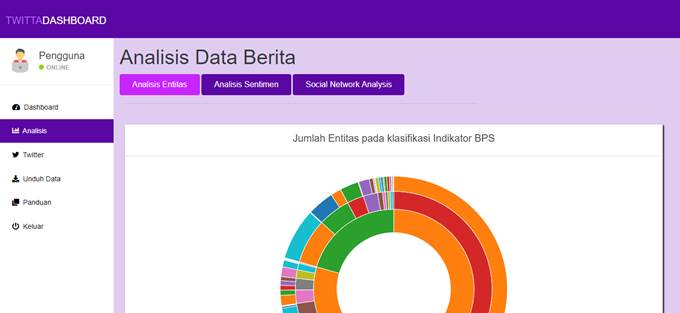 TWITTADASHBOARD
Pengguna
ONLINE
Dashboard
Analisis
Twitter
Unduh Data
Panduan
Keluar
Analisis Data Berita
Analisis Entitas Analisis Sentimen Social Network Analysis
Jumlah Entitas pada klasifikasi Indikator BPS